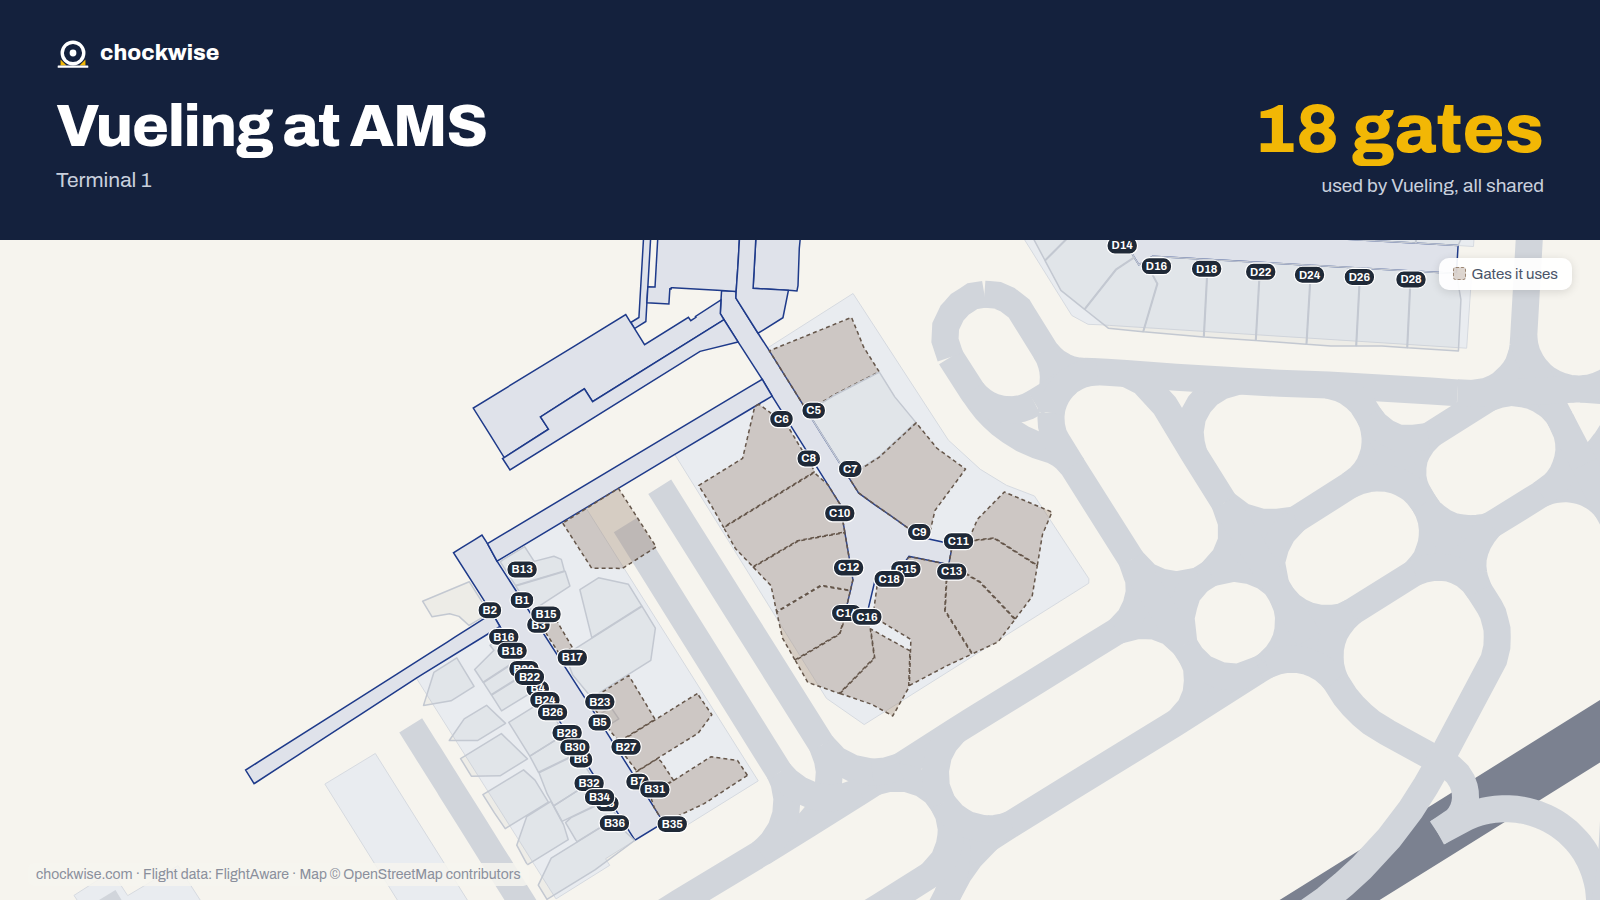 chockwise
Vueling at AMS
Terminal 1
18 gates
used by Vueling, all shared
D14
D16
D18
D22
D24
D26
D28
Gates it uses
C6
C5
C8
C7
C10
C9
C11
C12
C15
C13
C18
C16
B13
B2
B1
B15
B3
B16
B18
B17
B22
B24
B23
B26
B5
B28
B30
B27
B6
B32
B7
B31
B34
B36
B35
chockwise.com · Flight data: FlightAware · Map © OpenStreetMap contributors